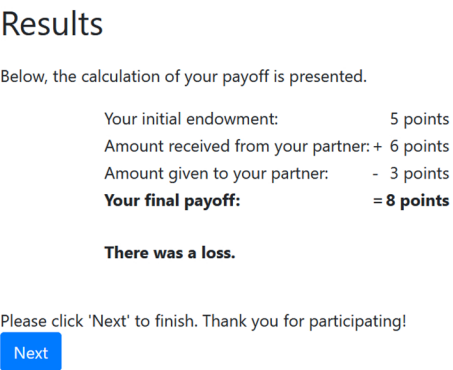 Results
Below, the calculation of your payoff is presented.
Your initial endowment: 5 points
Amount received from your partner: + 6 points
Amount given to your partner: - 3 points
Your final payoff: = 8 points
There was a loss.
Please click 'Next' to finish. Thank you for participating!
Next